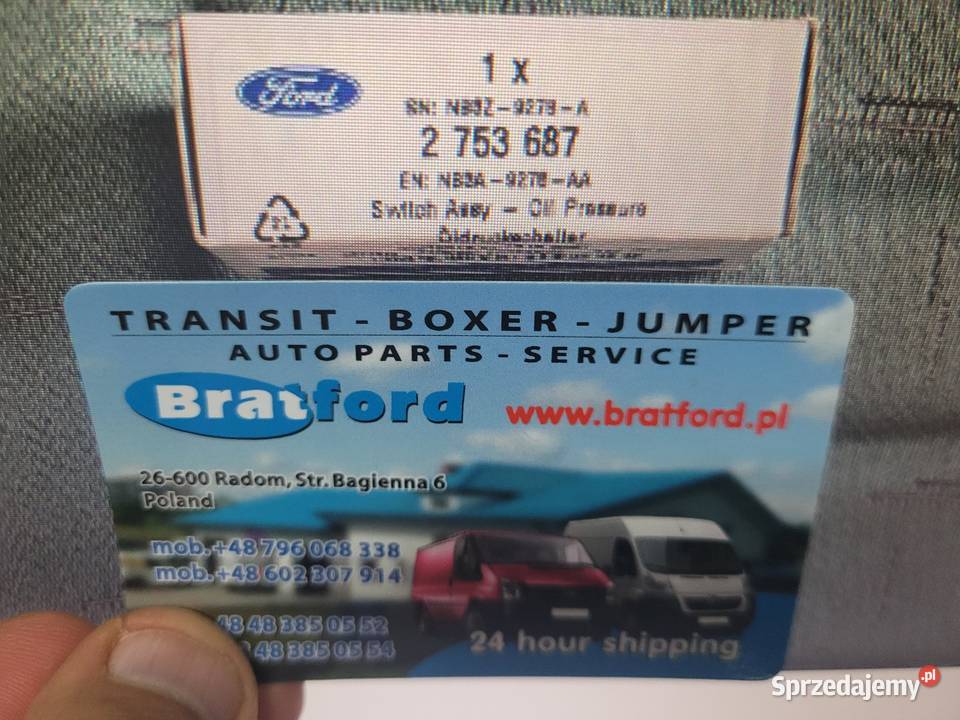 Ford
1 X
SN: NB3Z-9278-A
2 753 687
EN: NB3A-9278-AA
Switch Assy - Oil Pressure
Öldruckschalter
21
TRANSIT - BOXER - JUMPER
AUTO PARTS - SERVICE
Bratford
www.bratford.pl
26-600 Radom, Str. Bagienna 6
Poland
mob.+48 796 068 338
mob.+48 602 307 914
48 48 385 05 52
48 385 05 54
24 hour shipping
Sprzedajemy.pl